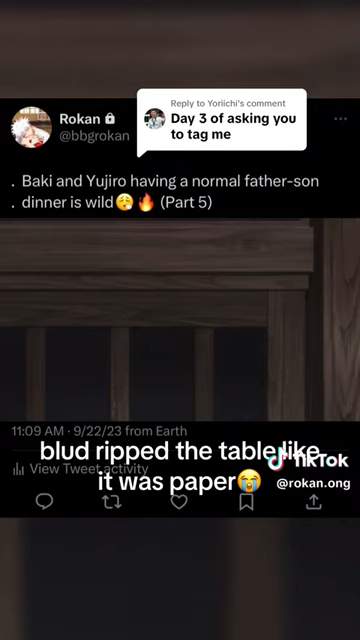 Reply to Yoriichi's comment
Day 3 of asking you
to tag me
Rokan
@bbgrokan
. Baki and Yujiro having a normal father-son
. dinner is wild😮‍💨🔥 (Part 5)
11:09 AM · 9/22/23 from Earth
blud ripped the table like
it was paper😭
View Tweet activity
TikTok
@rokan.ong